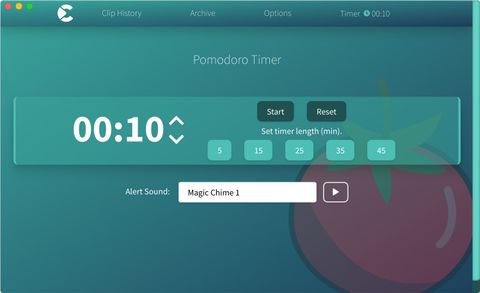 Clip History Archive Options Timer 00:10
Pomodoro Timer
00:10
Start Reset
Set timer length (min).
5 15 25 35 45
Alert Sound: Magic Chime 1